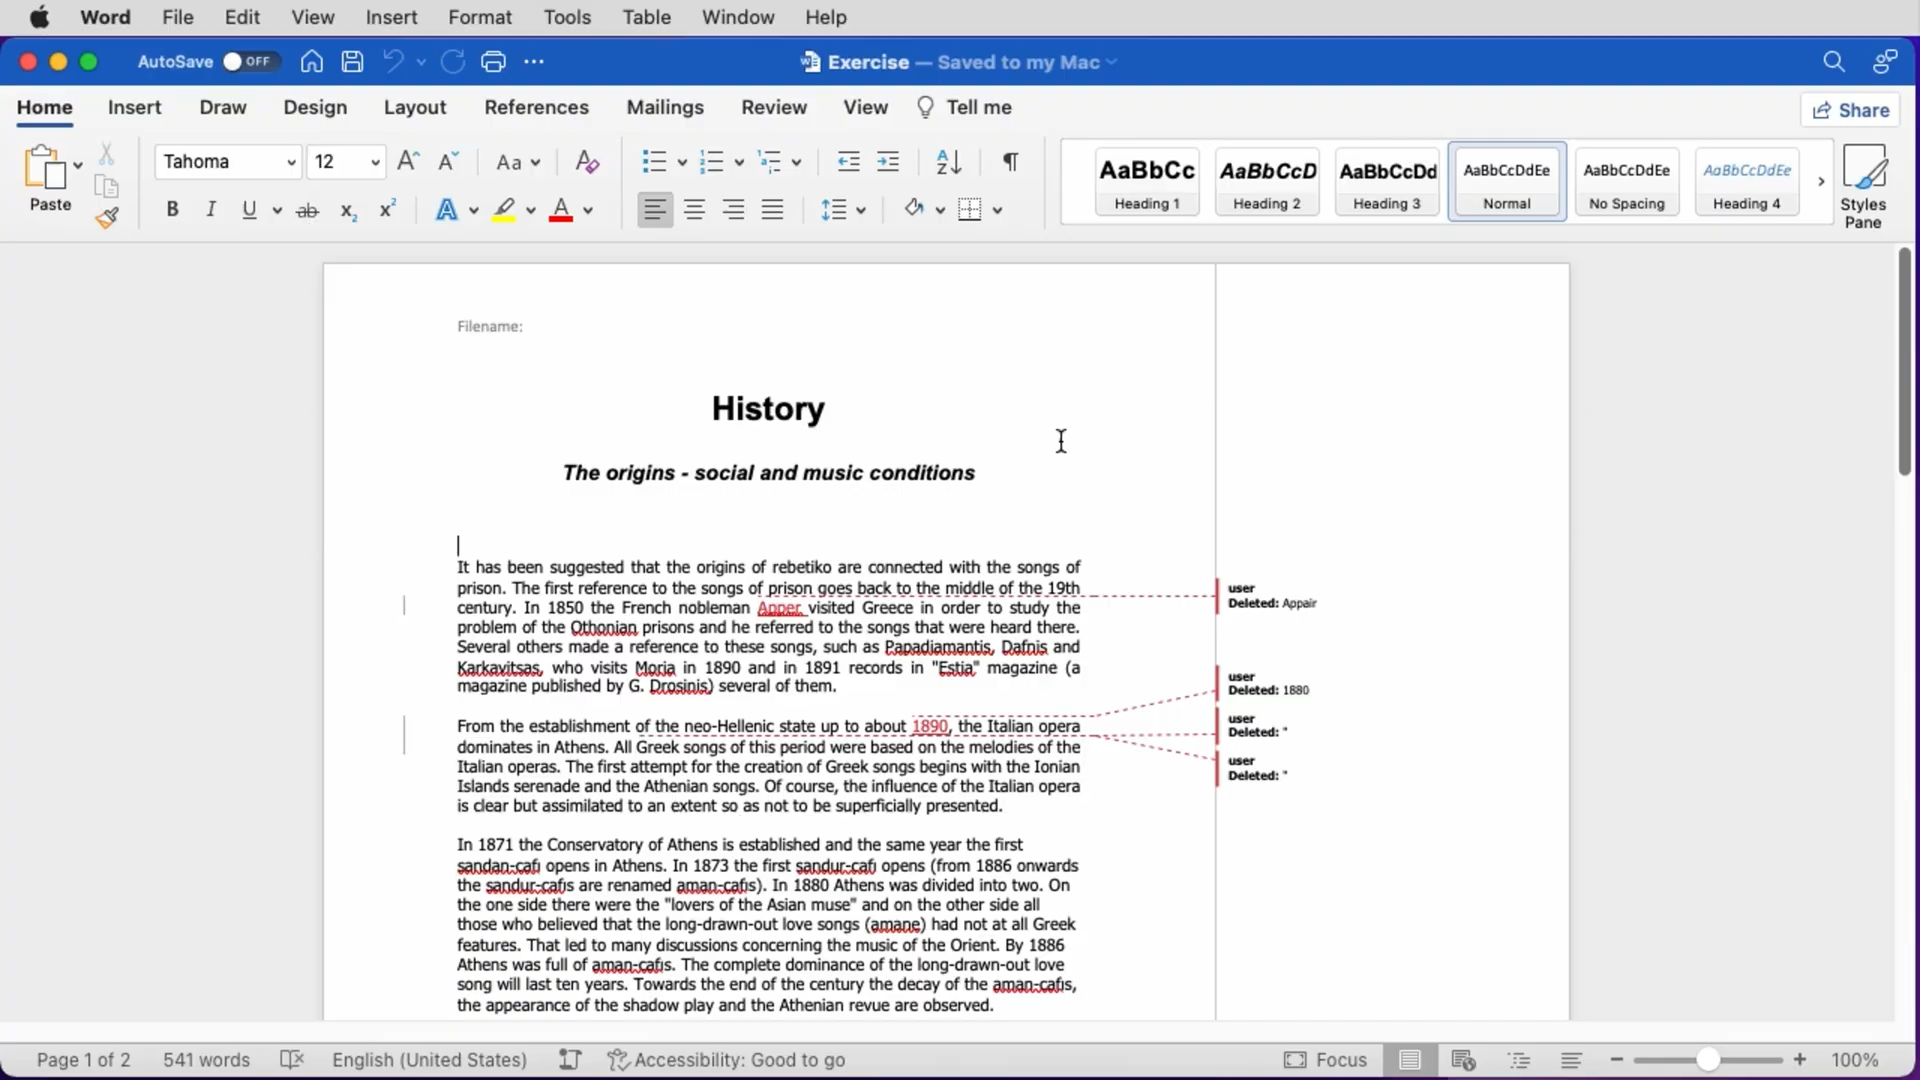 Word File Edit View Insert Format Tools Table Window Help
AutoSave OFF Exercise — Saved to my Mac
Home Insert Draw Design Layout References Mailings Review View Tell me Share
Paste
Tahoma 12 Aa
B I U ab x₂ x² A A
AaBbCc AaBbCcD AaBbCcDd AaBbCcDdEe AaBbCcDdEe AaBbCcDdEe
Heading 1 Heading 2 Heading 3 Normal No Spacing Heading 4
Styles
Pane
Filename:
History
The origins - social and music conditions
It has been suggested that the origins of rebetiko are connected with the songs of
prison. The first reference to the songs of prison goes back to the middle of the 19th
century. In 1850 the French nobleman Apper visited Greece in order to study the
problem of the Othonian prisons and he referred to the songs that were heard there.
Several others made a reference to these songs, such as Papadiamantis, Dafnis and
Karkavitsas, who visits Moria in 1890 and in 1891 records in "Estia" magazine (a
magazine published by G. Drosinis) several of them.
From the establishment of the neo-Hellenic state up to about 1890, the Italian opera
dominates in Athens. All Greek songs of this period were based on the melodies of the
Italian operas. The first attempt for the creation of Greek songs begins with the Ionian
Islands serenade and the Athenian songs. Of course, the influence of the Italian opera
is clear but assimilated to an extent so as not to be superficially presented.
In 1871 the Conservatory of Athens is established and the same year the first
sandan-cafι opens in Athens. In 1873 the first sandur-cafι opens (from 1886 onwards
the sandur-cafιs are renamed aman-cafιs). In 1880 Athens was divided into two. On
the one side there were the "lovers of the Asian muse" and on the other side all
those who believed that the long-drawn-out love songs (amane) had not at all Greek
features. That led to many discussions concerning the music of the Orient. By 1886
Athens was full of aman-cafιs. The complete dominance of the long-drawn-out love
song will last ten years. Towards the end of the century the decay of the aman-cafιs,
the appearance of the shadow play and the Athenian revue are observed.
user
Deleted: Appair
user
Deleted: 1880
user
Deleted: "
user
Deleted: "
Page 1 of 2 541 words English (United States) Accessibility: Good to go Focus 100%